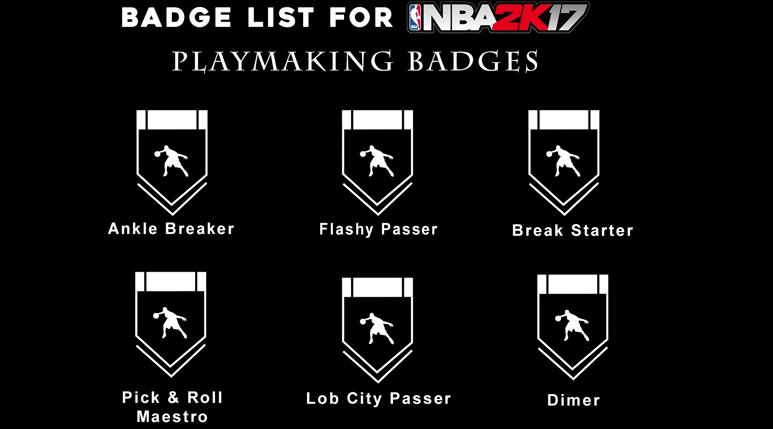 BADGE LIST FOR NBA2K17
PLAYMAKING BADGES
Ankle Breaker
Flashy Passer
Break Starter
Pick & Roll
Maestro
Lob City Passer
Dimer